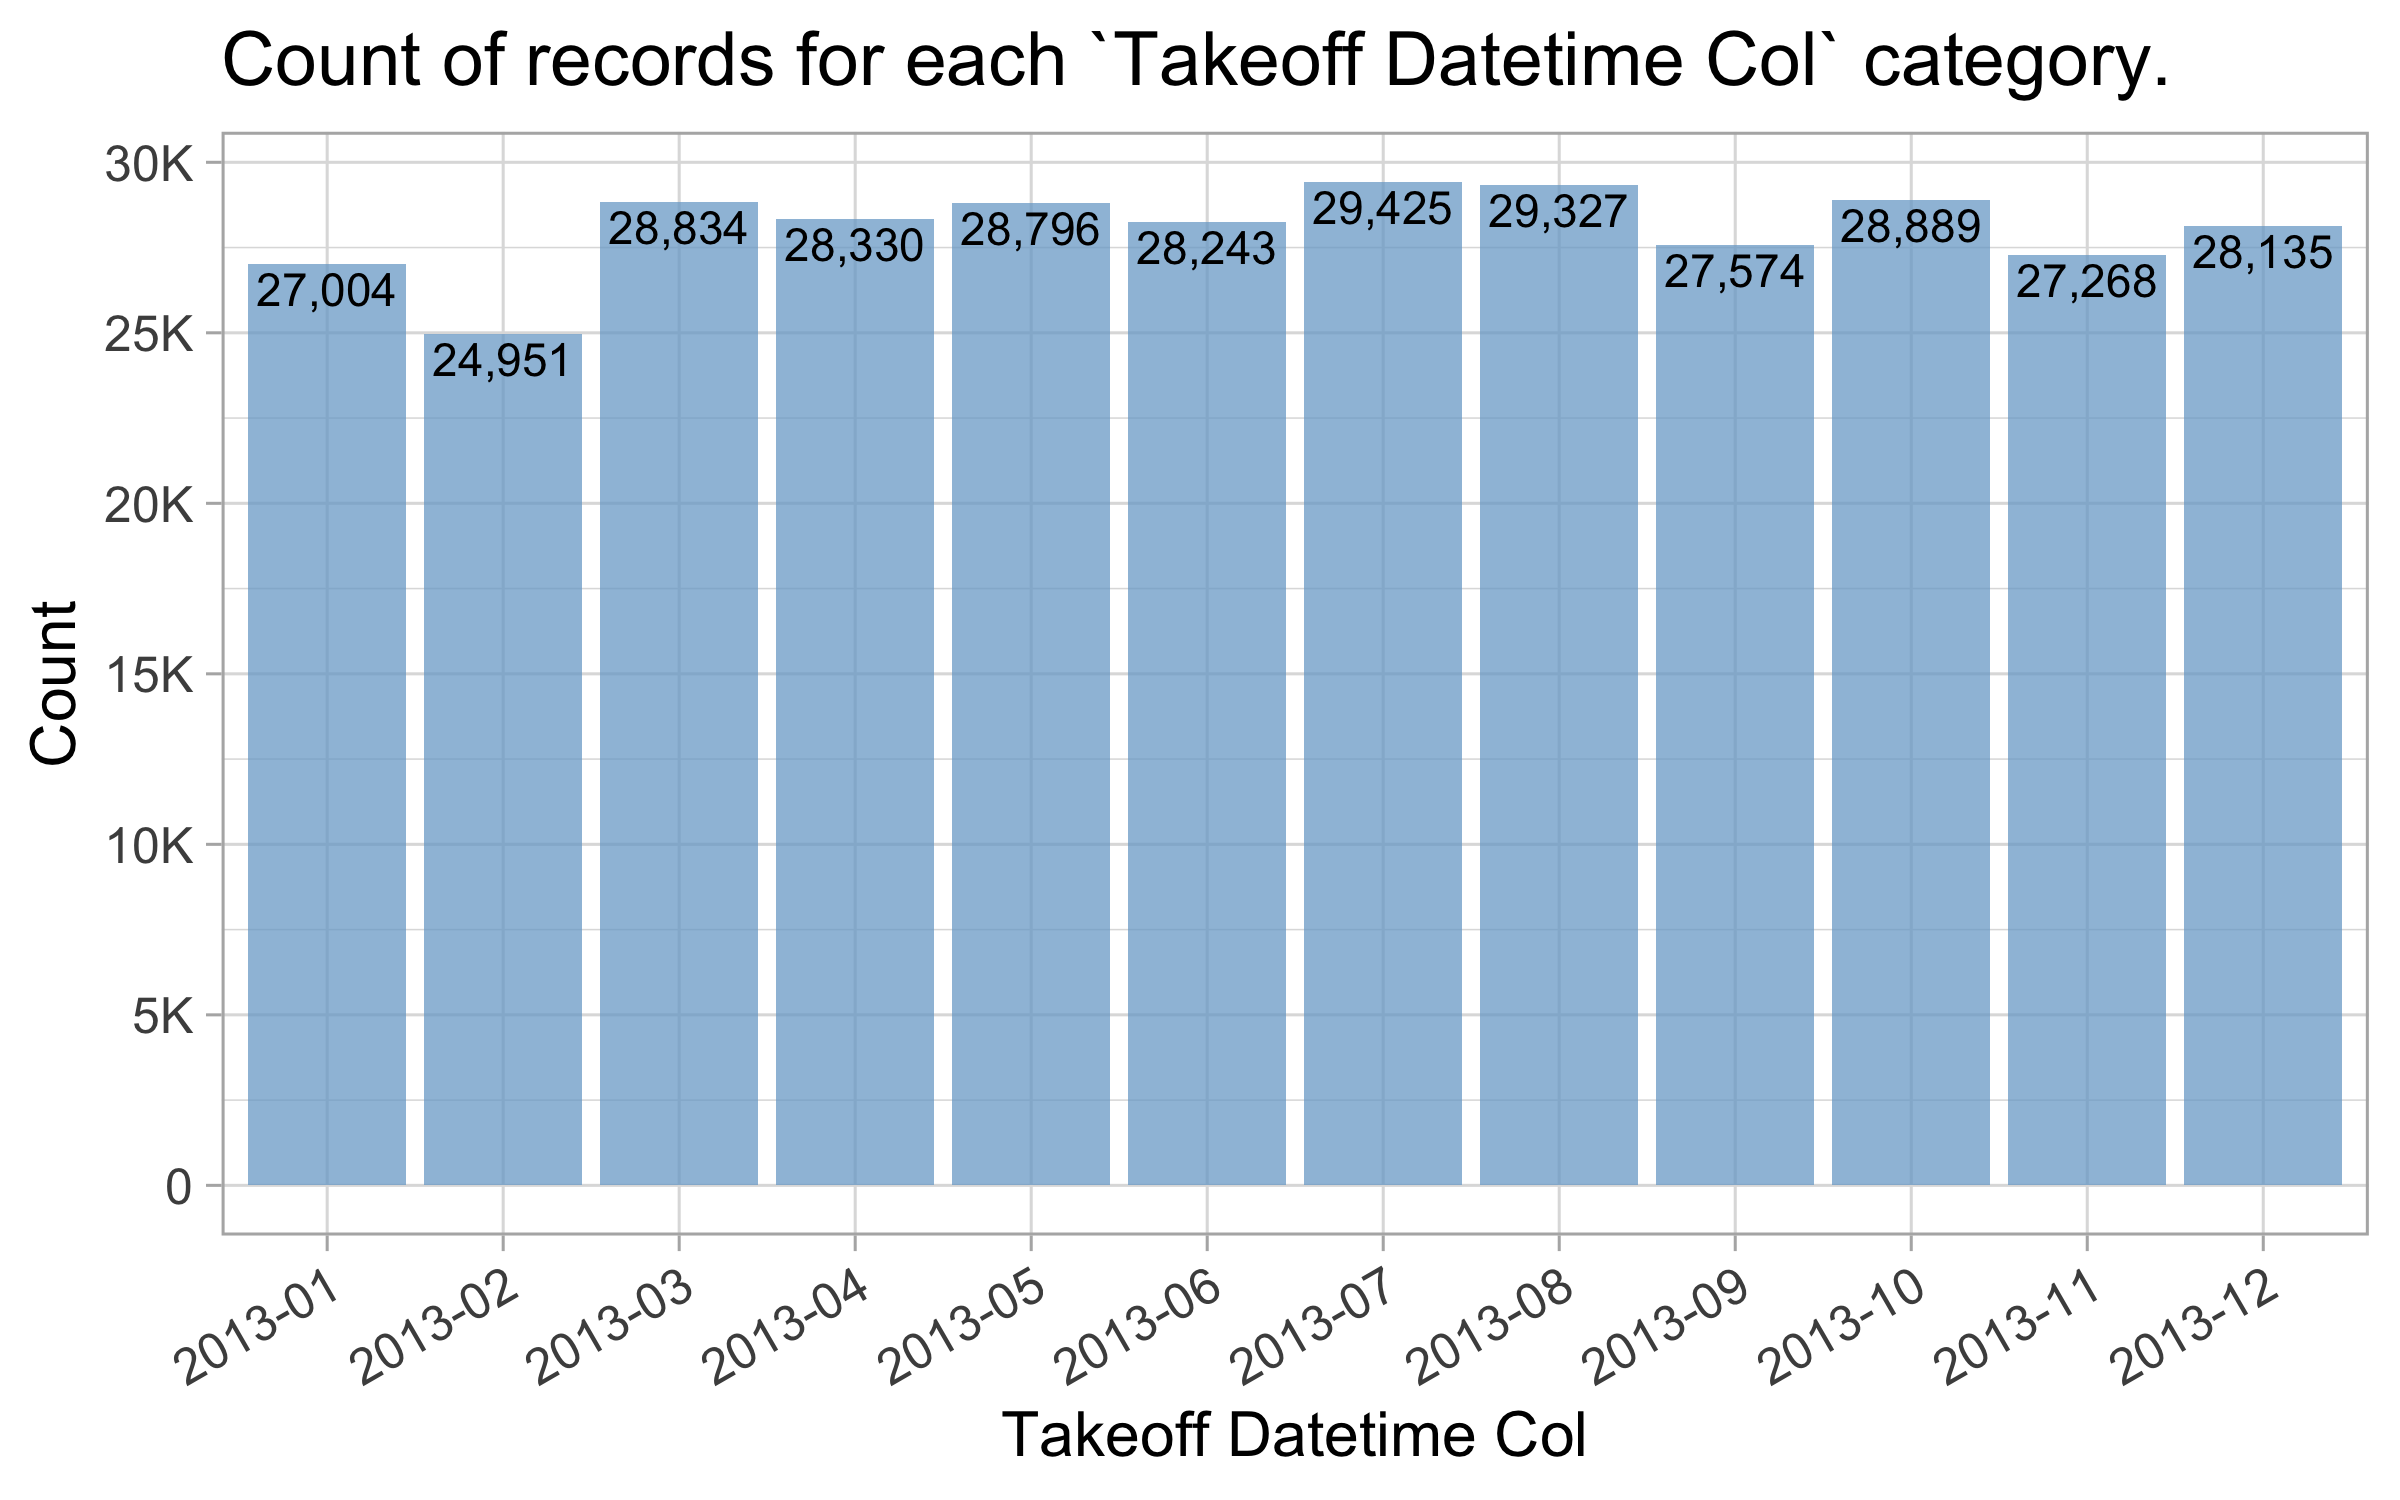 Count of records for each `Takeoff Datetime Col` category.
30K
25K
20K
15K
10K
5K
0
Count
27,004
24,951
28,834
28,330
28,796
28,243
29,425
29,327
27,574
28,889
27,268
28,135
2013-01
2013-02
2013-03
2013-04
2013-05
2013-06
2013-07
2013-08
2013-09
2013-10
2013-11
2013-12
Takeoff Datetime Col